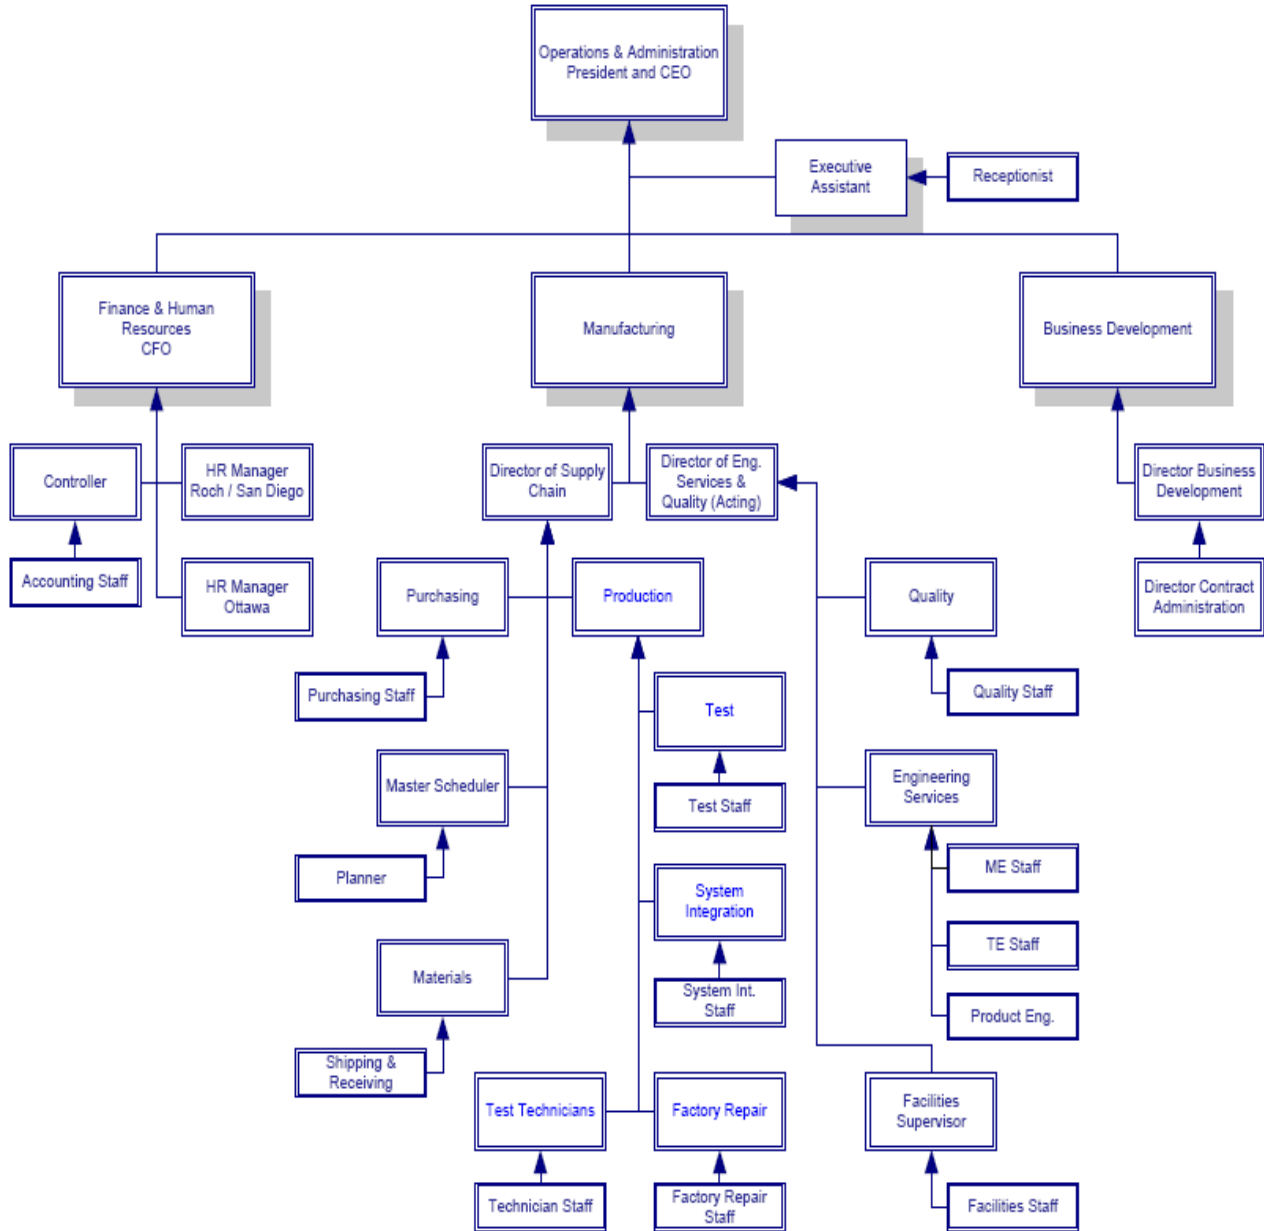 Operations & Administration
President and CEO
Executive
Assistant
Receptionist
Finance & Human
Resources
CFO
Manufacturing
Business Development
Controller
HR Manager
Roch / San Diego
Director of Supply
Chain
Director of Eng.
Services &
Quality (Acting)
Director Business
Development
Accounting Staff
HR Manager
Ottawa
Purchasing
Production
Quality
Director Contract
Administration
Purchasing Staff
Test
Quality Staff
Master Scheduler
Test Staff
Engineering
Services
Planner
System
Integration
ME Staff
TE Staff
Materials
System Int.
Staff
Product Eng.
Shipping &
Receiving
Test Technicians
Factory Repair
Facilities
Supervisor
Technician Staff
Factory Repair
Staff
Facilities Staff